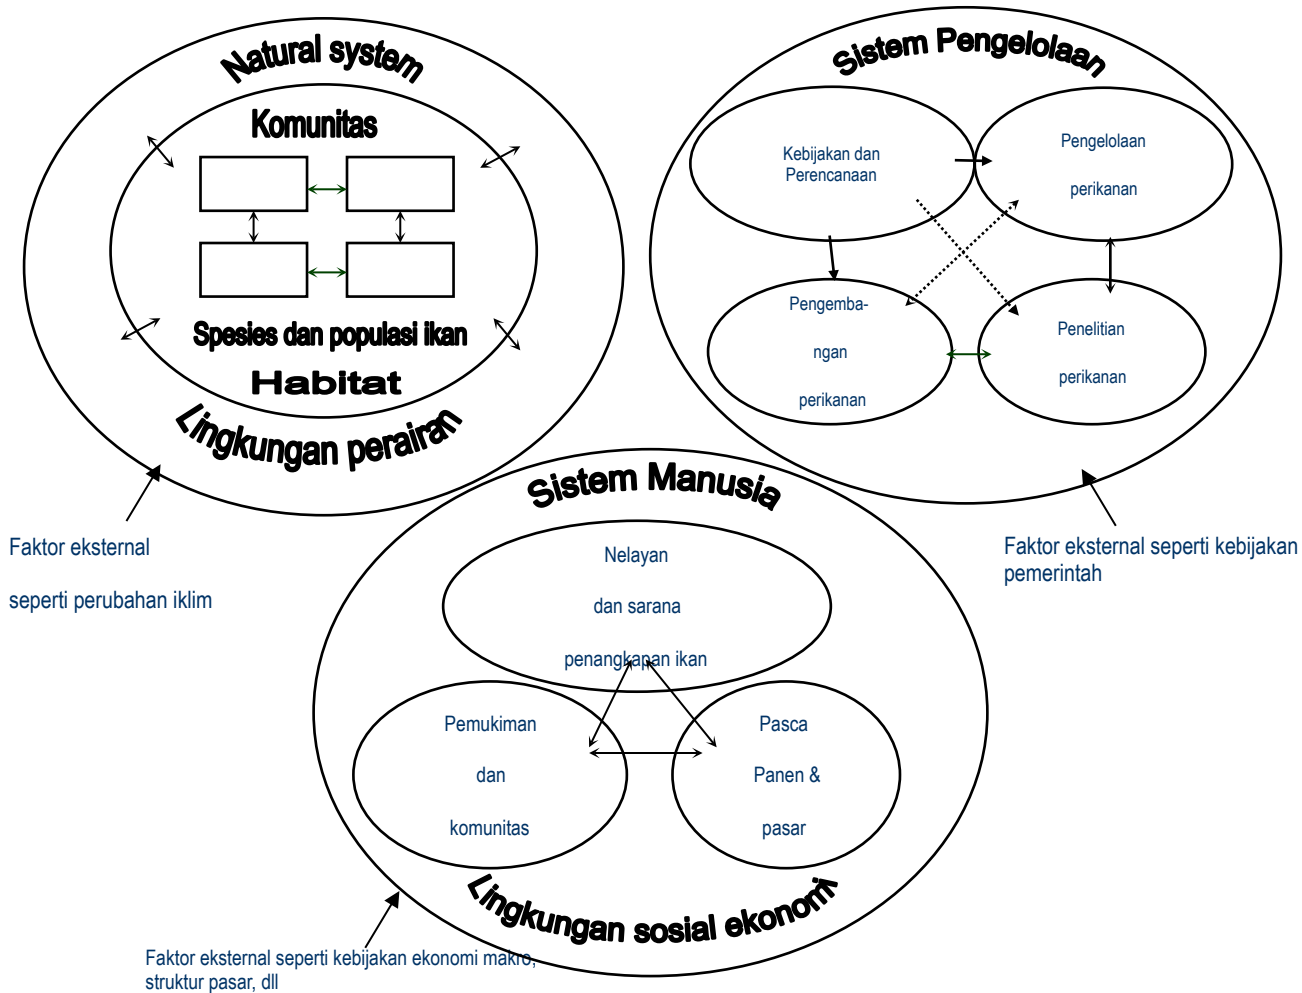 Natural system
Komunitas
Spesies dan populasi ikan
Habitat
Lingkungan perairan
Faktor eksternal
seperti perubahan iklim
Sistem Pengelolaan
Kebijakan dan
Perencanaan
Pengelolaan
perikanan
Pengemba-
ngan
perikanan
Penelitian
perikanan
Faktor eksternal seperti kebijakan
pemerintah
Sistem Manusia
Nelayan
dan sarana
penangkapan ikan
Pemukiman
dan
komunitas
Pasca
Panen &
pasar
Lingkungan sosial ekonomi
Faktor eksternal seperti kebijakan ekonomi makro,
struktur pasar, dll